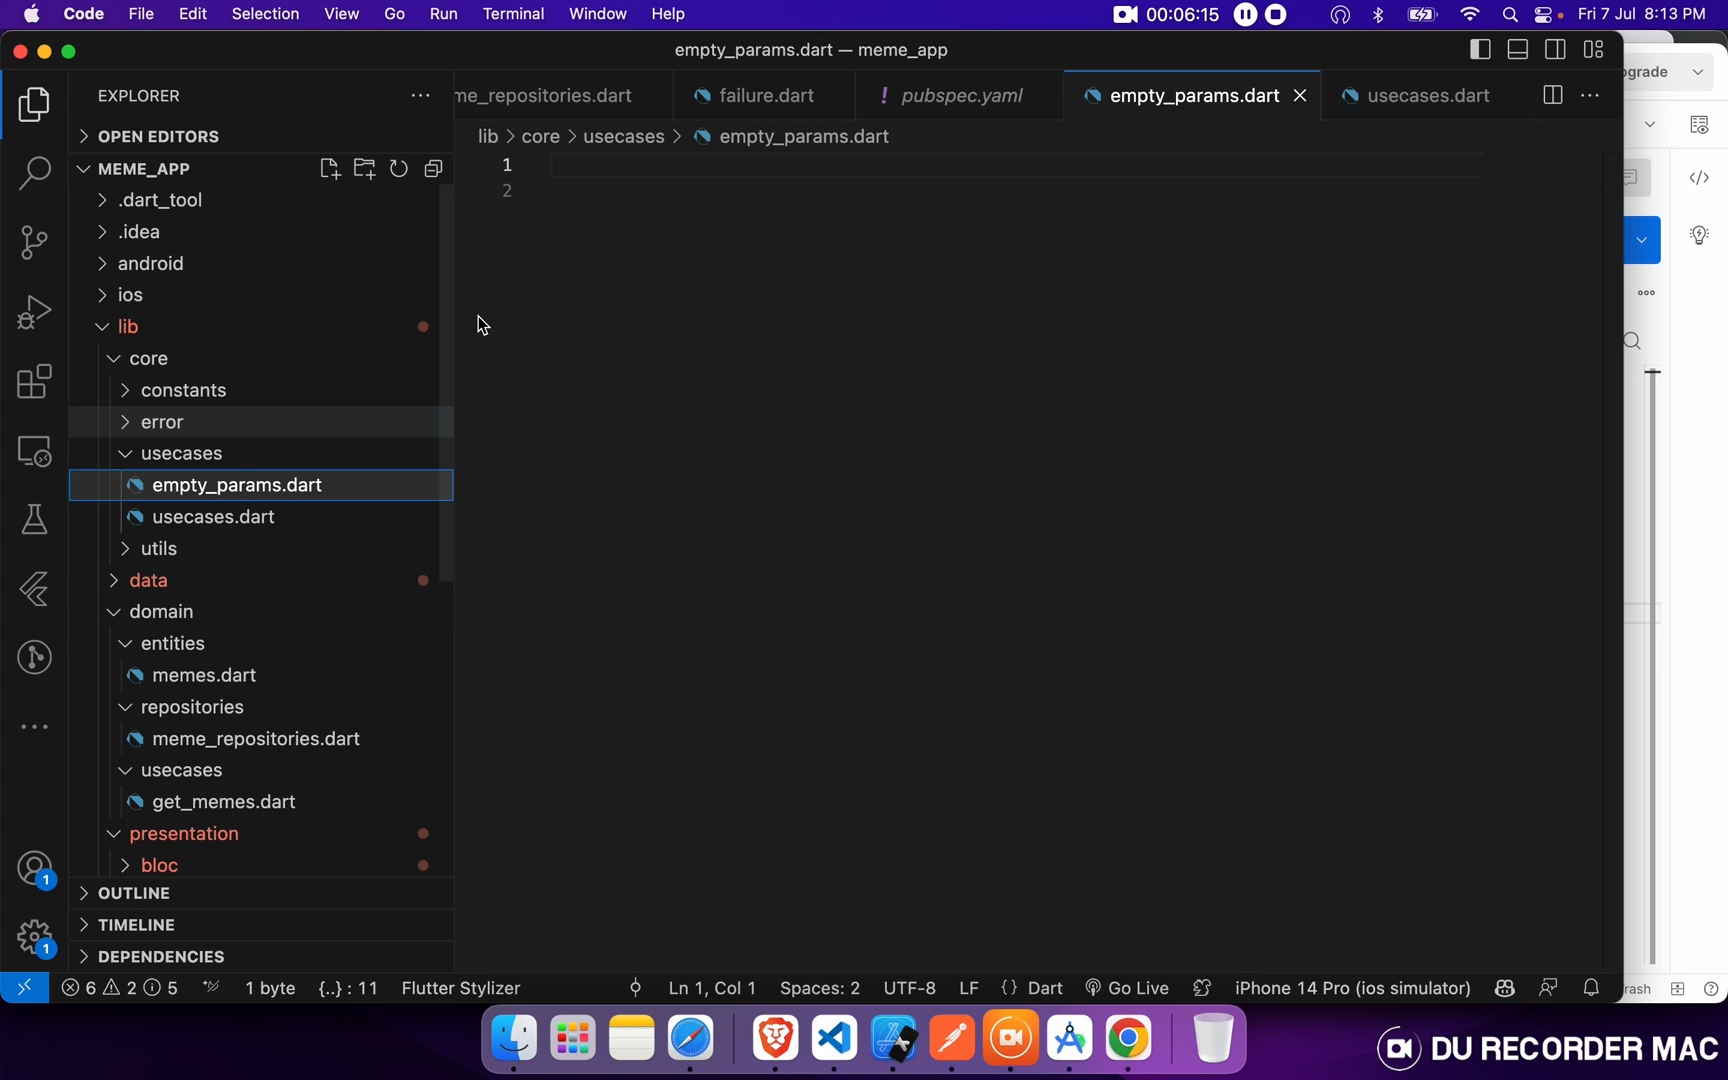 Code File Edit Selection View Go Run Terminal Window Help 00:06:15 Fri 7 Jul 8:13 PM
empty_params.dart — meme_app
grade
EXPLORER
me_repositories.dart failure.dart ! pubspec.yaml empty_params.dart usecases.dart
OPEN EDITORS
lib > core > usecases > empty_params.dart
MEME_APP
1
2
.dart_tool
.idea
android
ios
lib
core
constants
error
usecases
empty_params.dart
usecases.dart
utils
data
domain
entities
memes.dart
repositories
meme_repositories.dart
usecases
get_memes.dart
presentation
bloc
1
OUTLINE
TIMELINE
1
DEPENDENCIES
6 2 5 1 byte {..} : 11 Flutter Stylizer Ln 1, Col 1 Spaces: 2 UTF-8 LF {} Dart Go Live iPhone 14 Pro (ios simulator) rash
DU RECORDER MAC